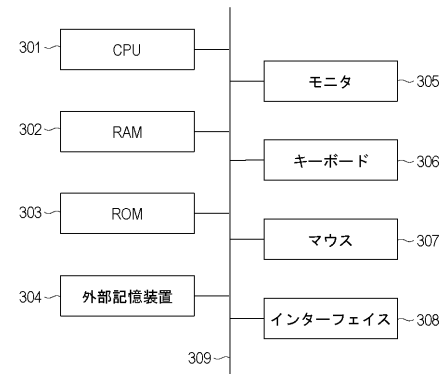 301
CPU
302
RAM
303
ROM
304
外部記憶装置
305
モニタ
306
キーボード
307
マウス
308
インターフェイス
309